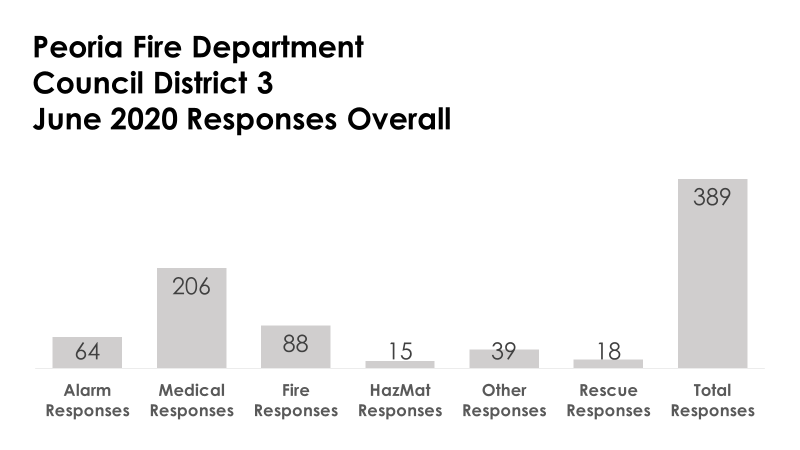 Peoria Fire Department
Council District 3
June 2020 Responses Overall
389
206
64
88
15
39
18
Alarm Responses
Medical Responses
Fire Responses
HazMat Responses
Other Responses
Rescue Responses
Total Responses